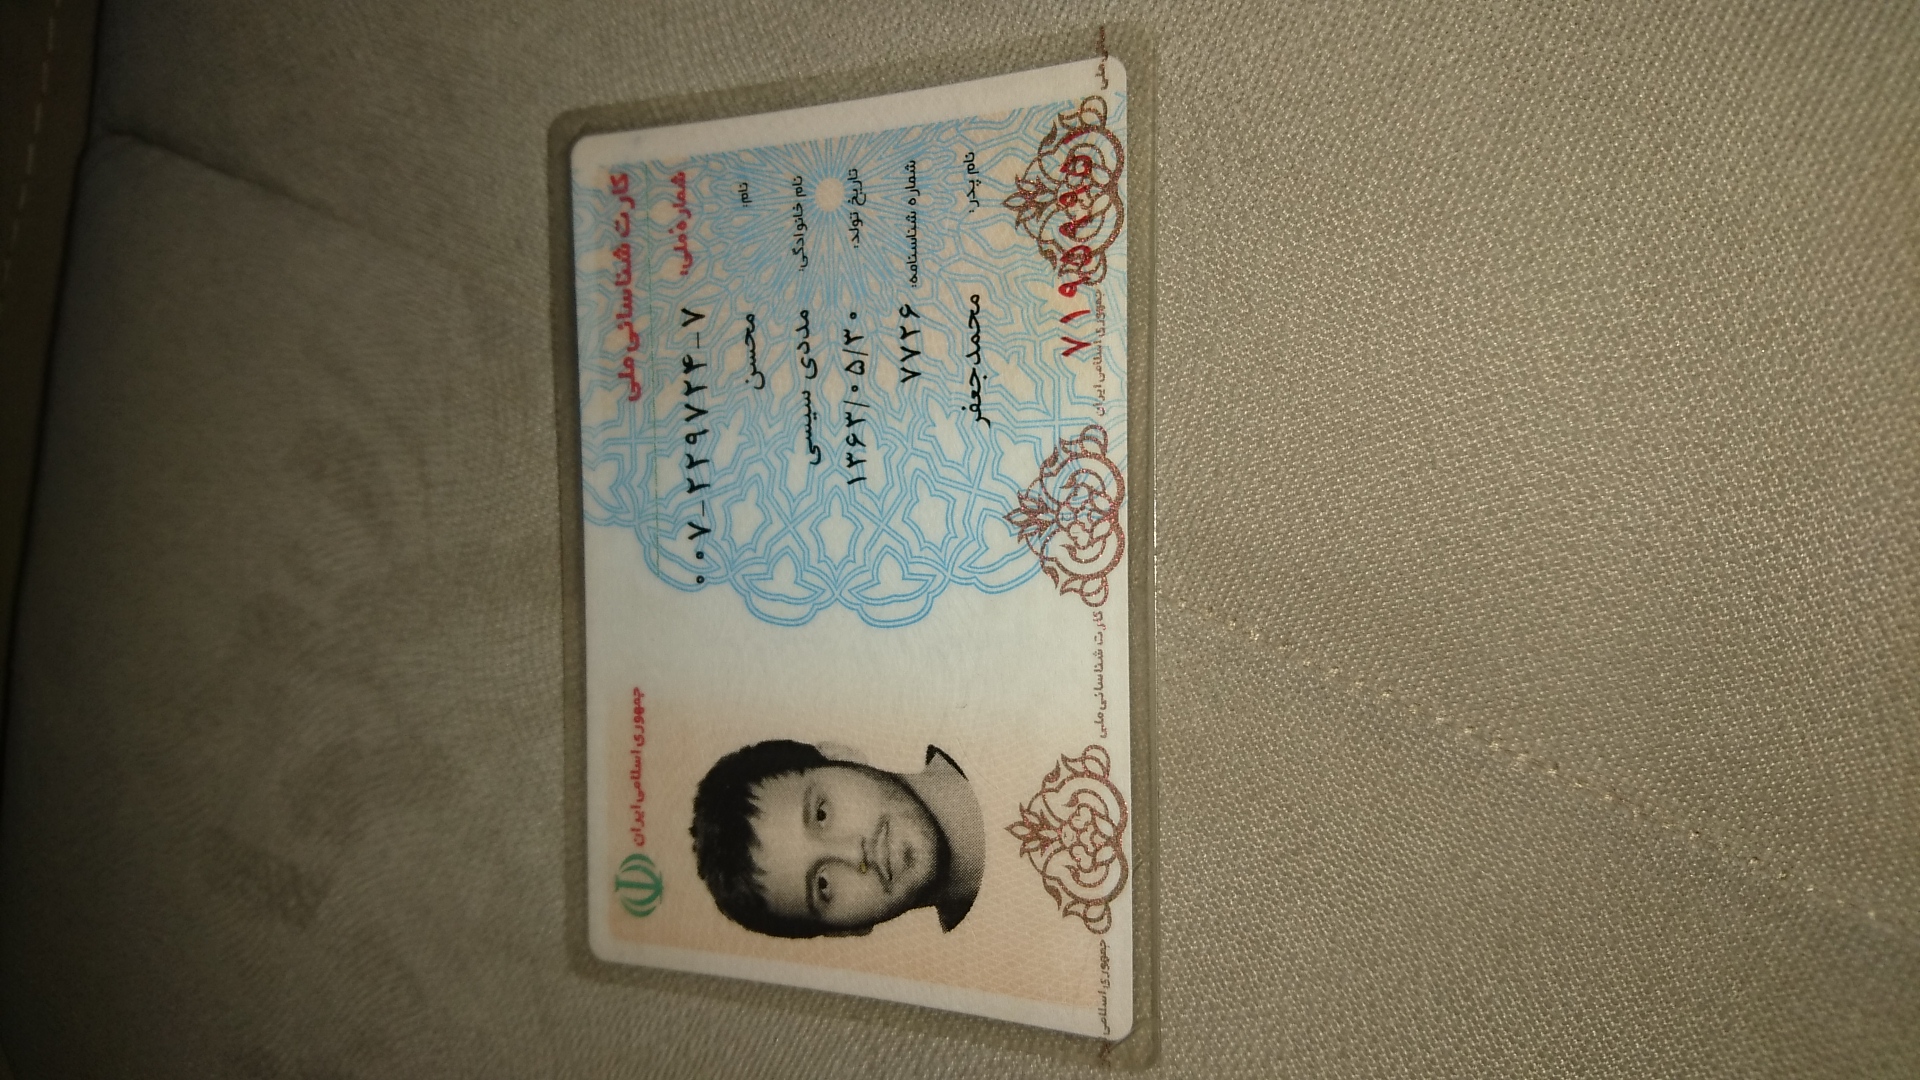 جمهوری اسلامی ایران
کارت شناسائی ملی
شمارهٔ ملی: ۰۰۷-۲۲۹۷۲۴-۷
نام: محسن
نام خانوادگی: مددی سیسی
تاریخ تولد: ۱۳۶۳/۰۵/۳۰
شماره شناسنامه: ۷۷۲۶
نام پدر: محمدجعفر
۷۱۹۵۹۹۵۱
جمهوری اسلامی کارت شناسائی ملی جمهوری اسلامی ایران ملی